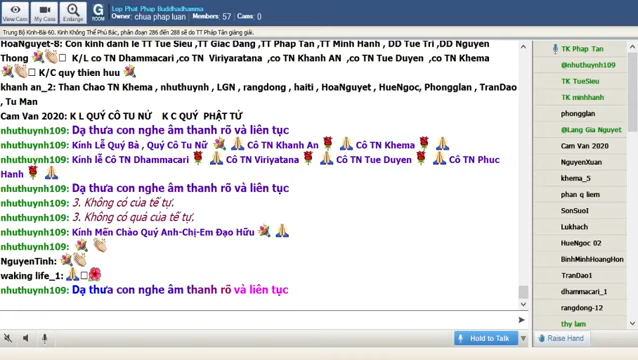 Lop Phat Phap Buddhadhamma
Owner: chua phap luan Members: 57 Cams: 0
View Cam
My Cam
Enlarge
G
ROOM
Trung Bộ Kinh-Bài 60. Kinh Không Thể Phủ Bác, phân đoạn 286 đến 288 sẽ do TT Pháp Tân giảng giải.
HoaNguyet-8: Con kính danh le TT Tue Sieu , TT Giac Dang ,TT Phap Tan ,TT Minh Hanh , DD Tue Tri ,DD Nguyen
Thong K/L co TN Dhammacari ,co TN Viriyaratana ,co TN Khanh AN , co TN Tue Duyen , co TN Khema
K/C quy thien huu
khanh an_2: Than Chao TN Khema , nhuthuynh , LGN , rangdong , haiti , HoaNguyet , HueNgoc, Phongglan , TranDao
, Tu Man
Cam Van 2020: K L QUÝ CÔ TU NỮ K C QUÝ PHẬT TỬ
nhuthuynh109: Dạ thưa con nghe âm thanh rõ và liên tục
nhuthuynh109: Kính Lễ Quý Bà , Quý Cô Tu Nữ Cô TN Khanh An Cô TN Khema
nhuthuynh109: Kính lễ Cô TN Dhammacari Cô TN Viriyatana Cô TN Tue Duyen Cô TN Phuc
Hanh
nhuthuynh109: Dạ thưa con nghe âm thanh rõ và liên tục
nhuthuynh109: 3. Không có của tế tự.
nhuthuynh109: 3. Không có quả của tế tự.
nhuthuynh109: Kính Mến Chào Quý Anh-Chị-Em Đạo Hữu
nhuthuynh109:
NguyenTinh:
waking life_1:
nhuthuynh109: Dạ thưa con nghe âm thanh rõ và liên tục
TK Phap Tan
@nhuthuynh109
TK TueSieu
TK minhhanh
phongglan
@Lang Gia Nguyet
Cam Van 2020
NguyenXuan
khema_5
phan q liem
SonSuoI
Lukhach
HueNgoc 02
BinhMinhHoangHon
TranDao1
dhammacari_1
rangdong-12
thy lam
Hold to Talk
Raise Hand